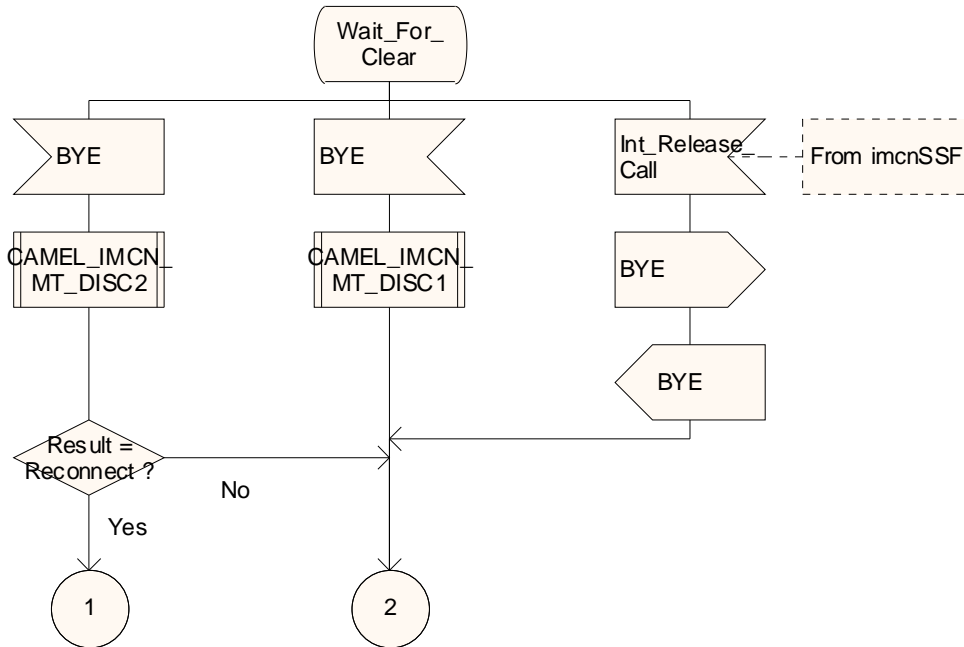 Wait_For_
Clear
BYE
BYE
Int_Release_
Call
From imcnSSF
CAMEL_IMCN_
MT_DISC2
CAMEL_IMCN_
MT_DISC1
BYE
BYE
Result =
Reconnect ?
No
Yes
1
2